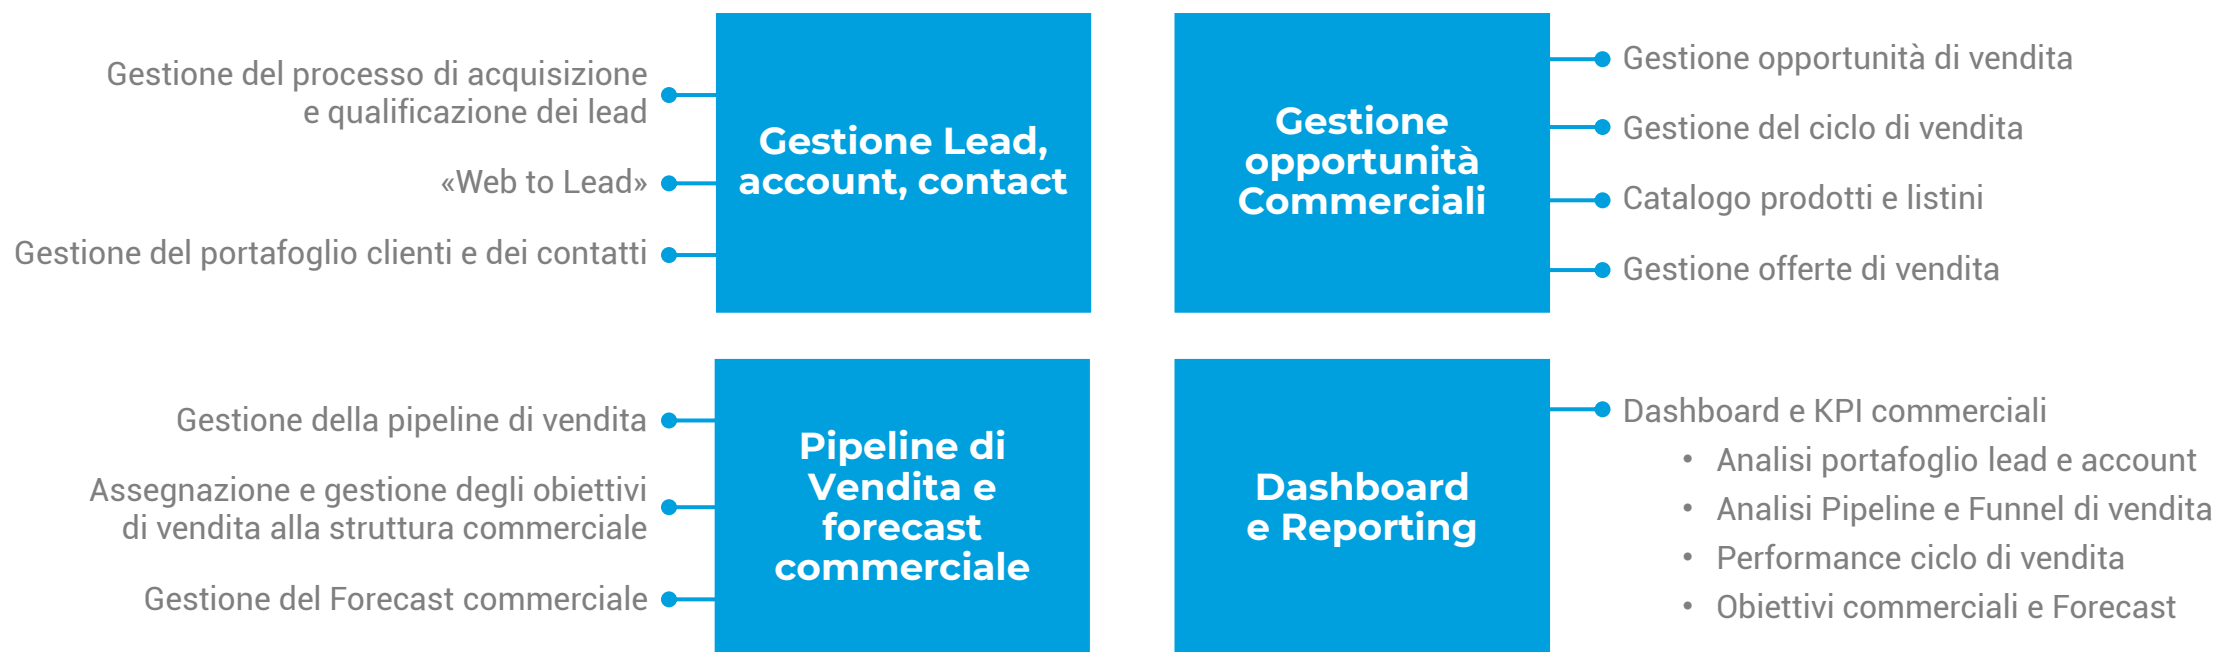 Gestione del processo di acquisizione
e qualificazione dei lead
«Web to Lead»
Gestione del portafoglio clienti e dei contatti
Gestione Lead,
account, contact
Gestione
opportunità
Commerciali
Gestione opportunità di vendita
Gestione del ciclo di vendita
Catalogo prodotti e listini
Gestione offerte di vendita
Gestione della pipeline di vendita
Assegnazione e gestione degli obiettivi
di vendita alla struttura commerciale
Gestione del Forecast commerciale
Pipeline di
Vendita e
forecast
commerciale
Dashboard
e Reporting
Dashboard e KPI commerciali
• Analisi portafoglio lead e account
• Analisi Pipeline e Funnel di vendita
• Performance ciclo di vendita
• Obiettivi commerciali e Forecast